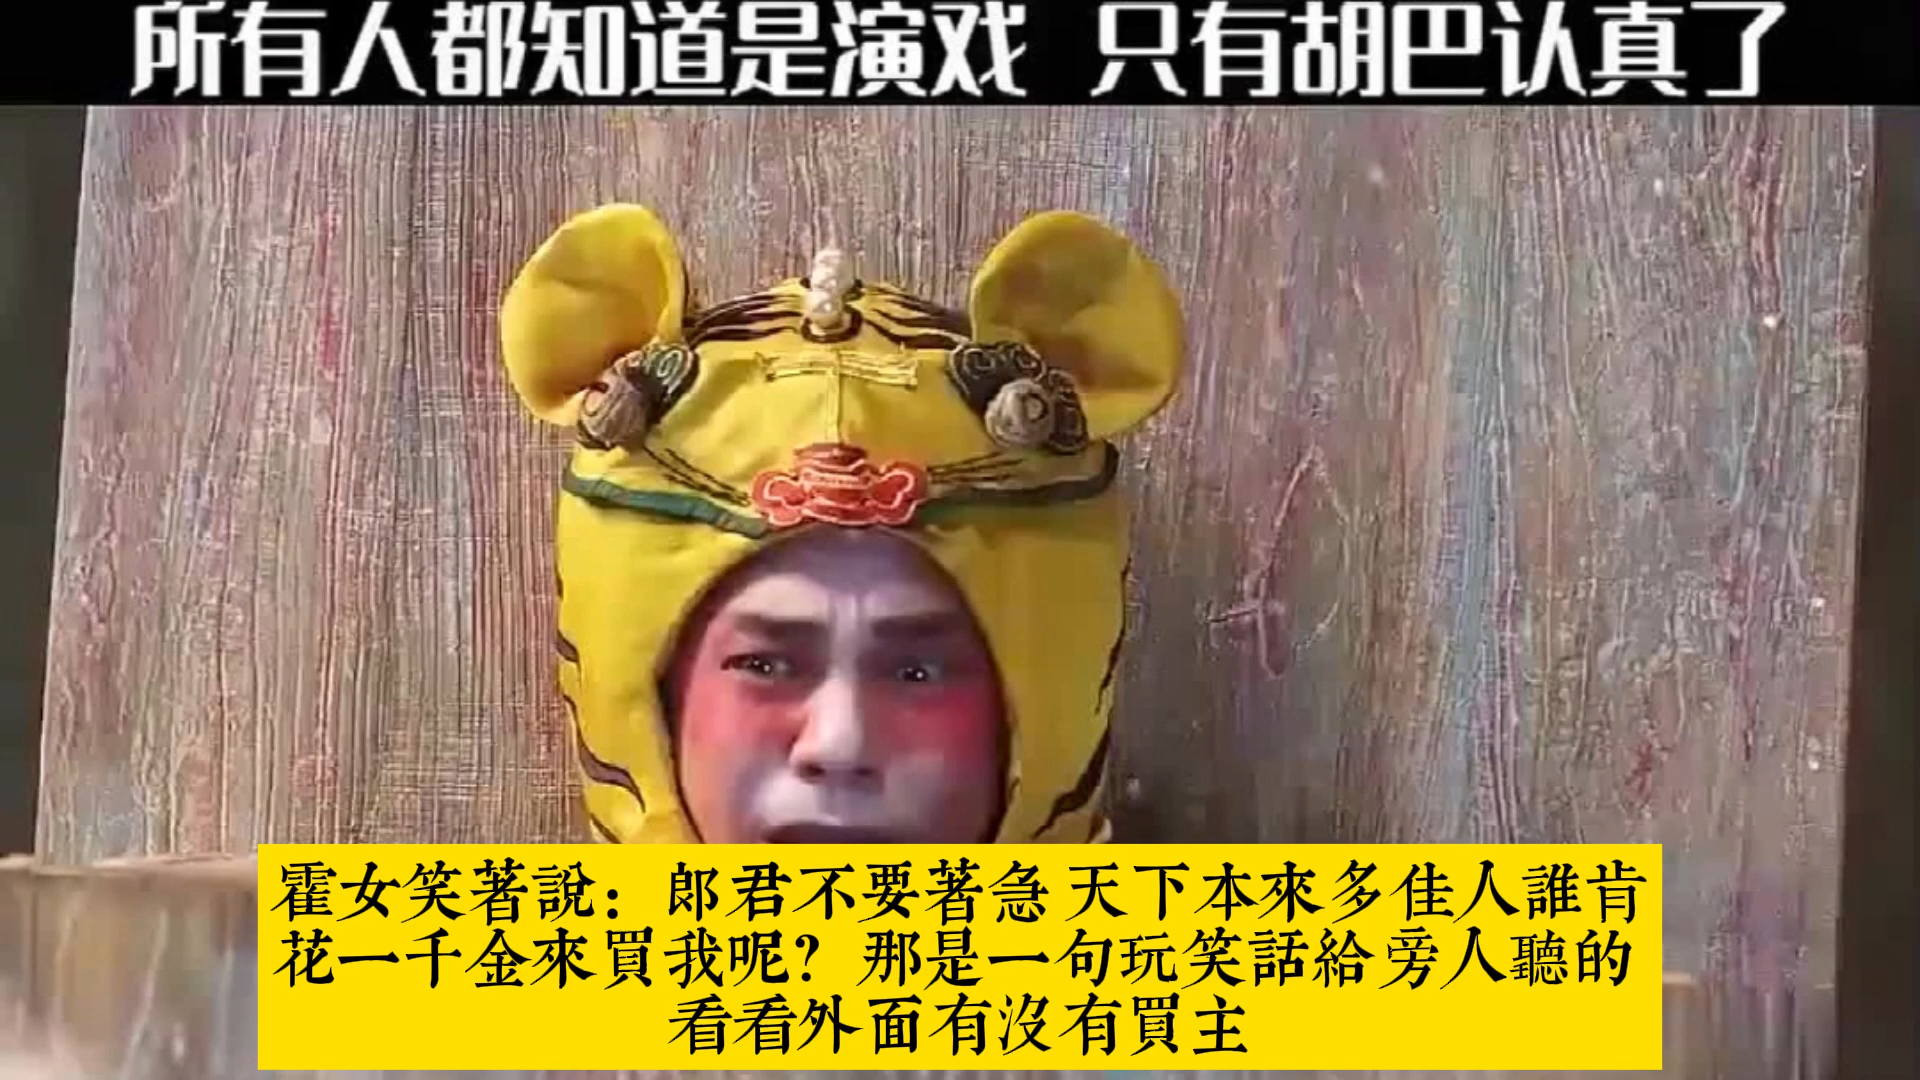 所有人都知道是演戏 只有胡巴认真了
霍女笑著說：郎君不要著急 天下本來多佳人誰肯
花一千金來買我呢？那是一句玩笑話給旁人聽的
看看外面有沒有買主